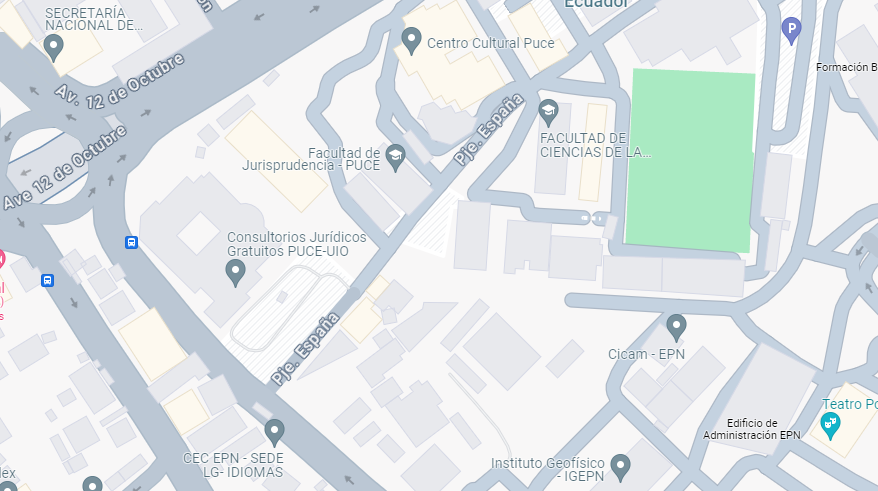 Ecuador
SECRETARÍA
NACIONAL DE...
Centro Cultural Puce
P
Formación B
Av. 12 de Octubre
Ave 12 de Octubre
Pje. España
FACULTAD DE
CIENCIAS DE LA...
Facultad de
Jurisprudencia - PUCE
Consultorios Jurídicos
Gratuitos PUCE-UIO
Pje. España
Cicam - EPN
Teatro Po
Edificio de
Administración EPN
CEC EPN - SEDE
LG- IDIOMAS
Instituto Geofísico
- IGEPN